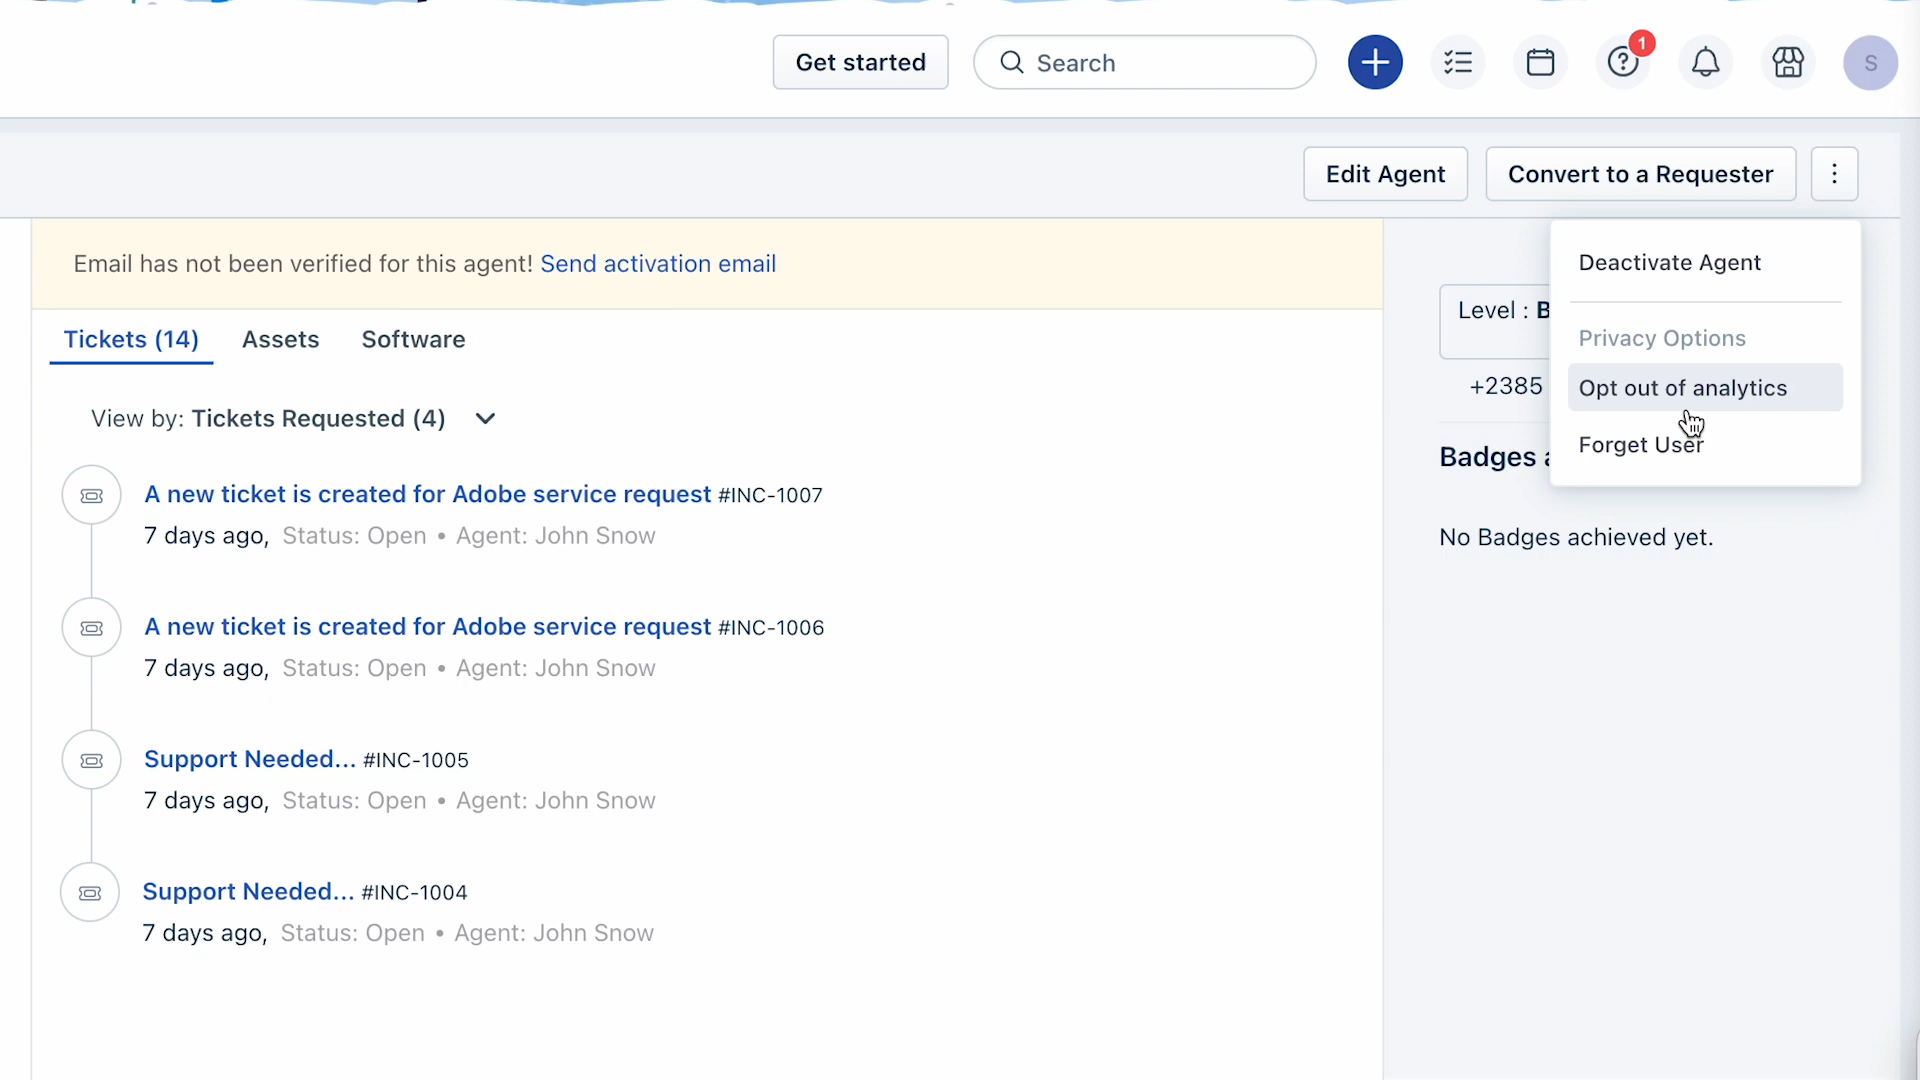 Get started
Search
1
S
Edit Agent
Convert to a Requester
Email has not been verified for this agent! Send activation email
Deactivate Agent
Privacy Options
Opt out of analytics
Forget User
Level : B
+2385
Badges
No Badges achieved yet.
Tickets (14)
Assets
Software
View by: Tickets Requested (4)
A new ticket is created for Adobe service request #INC-1007
7 days ago, Status: Open • Agent: John Snow
A new ticket is created for Adobe service request #INC-1006
7 days ago, Status: Open • Agent: John Snow
Support Needed... #INC-1005
7 days ago, Status: Open • Agent: John Snow
Support Needed... #INC-1004
7 days ago, Status: Open • Agent: John Snow